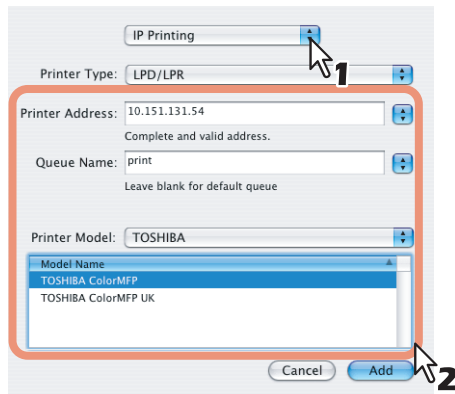 IP Printing
1
Printer Type: LPD/LPR
Printer Address: 10.151.131.54
Complete and valid address.
Queue Name: print
Leave blank for default queue
Printer Model: TOSHIBA
Model Name
TOSHIBA ColorMFP
TOSHIBA ColorMFP UK
Cancel Add
2